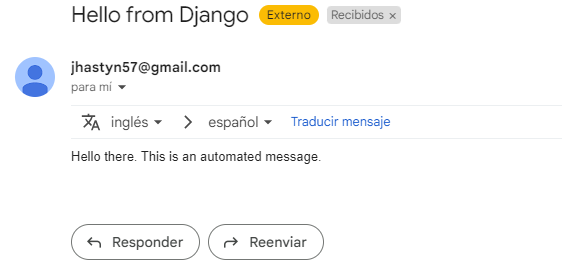 Hello from Django Externo Recibidos ×
jhastyn57@gmail.com
para mí
inglés español Traducir mensaje
Hello there. This is an automated message.
Responder Reenviar